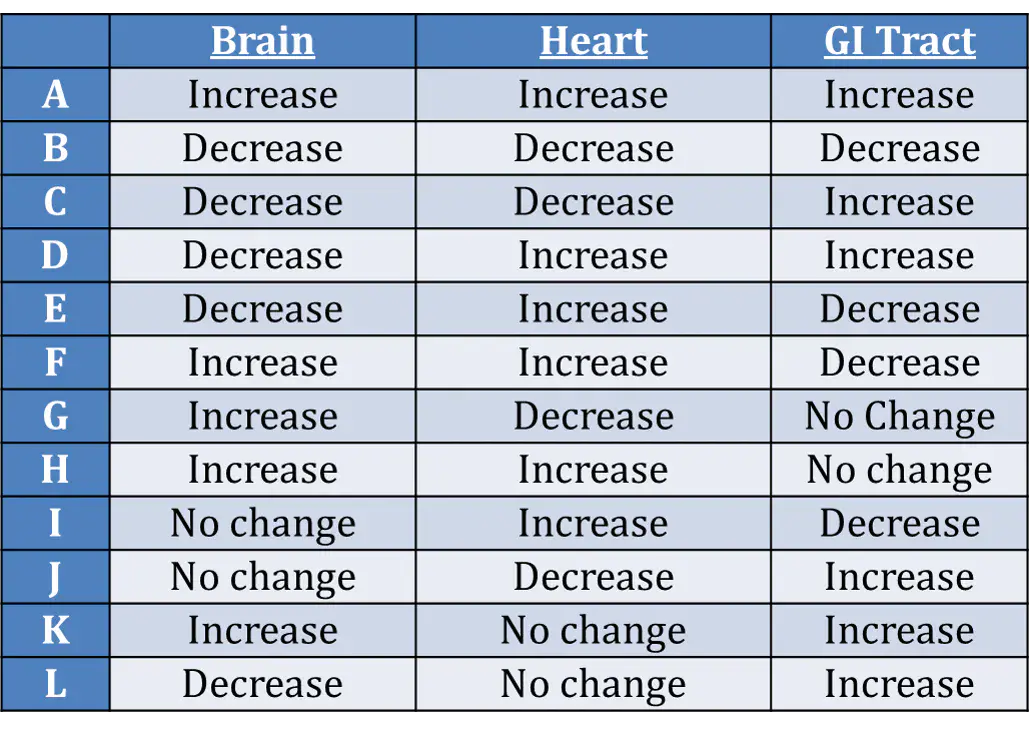 Brain Heart GI Tract
A Increase Increase Increase
B Decrease Decrease Decrease
C Decrease Decrease Increase
D Decrease Increase Increase
E Decrease Increase Decrease
F Increase Increase Decrease
G Increase Decrease No Change
H Increase Increase No change
I No change Increase Decrease
J No change Decrease Increase
K Increase No change Increase
L Decrease No change Increase